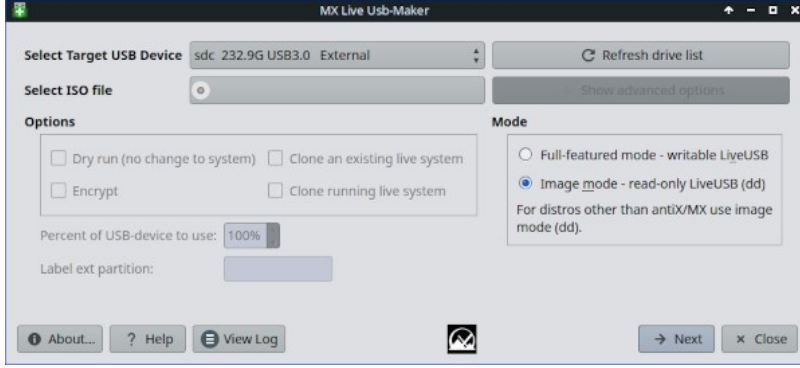 MX Live Usb-Maker
Select Target USB Device sdc 232.9G USB3.0 External Refresh drive list
Select ISO file Show advanced options
Options Mode
Dry run (no change to system) Clone an existing live system Full-featured mode - writable LiveUSB
Encrypt Clone running live system Image mode - read-only LiveUSB (dd)
For distros other than antiX/MX use image
mode (dd).
Percent of USB-device to use: 100%
Label ext partition:
About... ? Help View Log Next Close